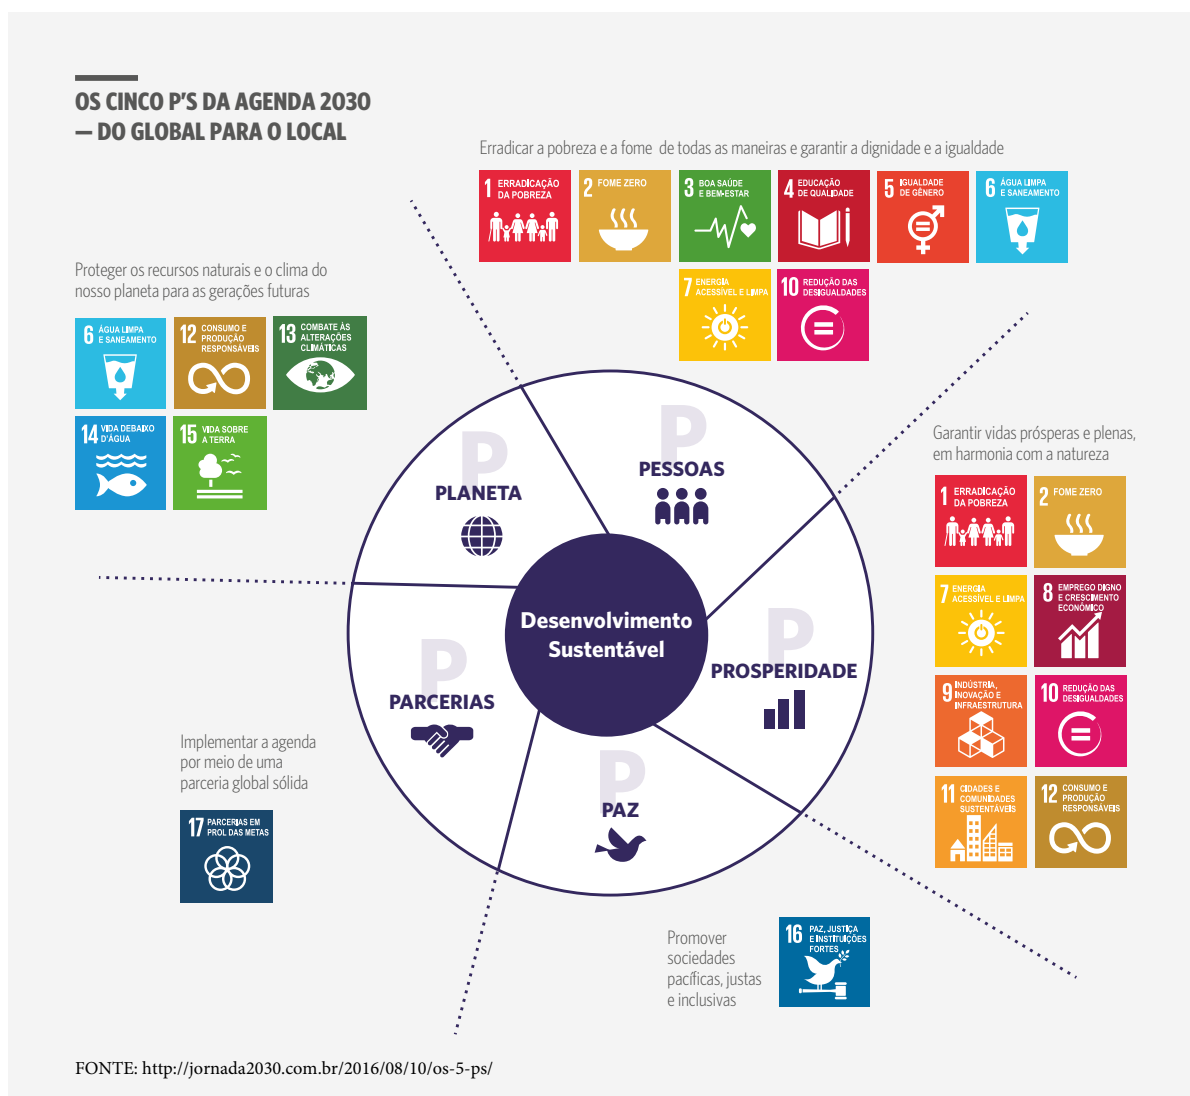 OS CINCO P'S DA AGENDA 2030
— DO GLOBAL PARA O LOCAL
Erradicar a pobreza e a fome de todas as maneiras e garantir a dignidade e a igualdade
1 ERRADICAÇÃO
DA POBREZA
2 FOME ZERO
3 BOA SAÚDE
E BEM-ESTAR
4 EDUCAÇÃO
DE QUALIDADE
5 IGUALDADE
DE GÊNERO
6 ÁGUA LIMPA
E SANEAMENTO
7 ENERGIA
ACESSÍVEL E LIMPA
10 REDUÇÃO DAS
DESIGUALDADES
Proteger os recursos naturais e o clima do
nosso planeta para as gerações futuras
6 ÁGUA LIMPA
E SANEAMENTO
12 CONSUMO E
PRODUÇÃO
RESPONSÁVEIS
13 COMBATE ÀS
ALTERAÇÕES
CLIMÁTICAS
14 VIDA DEBAIXO
D'ÁGUA
15 VIDA SOBRE
A TERRA
P
PLANETA
P
PESSOAS
Garantir vidas prósperas e plenas,
em harmonia com a natureza
1 ERRADICAÇÃO
DA POBREZA
2 FOME ZERO
7 ENERGIA
ACESSÍVEL E LIMPA
8 EMPREGO DIGNO
E CRESCIMENTO
ECONÔMICO
9 INDÚSTRIA,
INOVAÇÃO E
INFRAESTRUTURA
10 REDUÇÃO DAS
DESIGUALDADES
11 CIDADES E
COMUNIDADES
SUSTENTÁVEIS
12 CONSUMO E
PRODUÇÃO
RESPONSÁVEIS
Desenvolvimento
Sustentável
P
PROSPERIDADE
P
PARCERIAS
P
PAZ
Implementar a agenda
por meio de uma
parceria global sólida
17 PARCERIAS EM
PROL DAS METAS
Promover
sociedades
pacíficas, justas
e inclusivas
16 PAZ, JUSTIÇA
E INSTITUIÇÕES
FORTES
FONTE: http://jornada2030.com.br/2016/08/10/os-5-ps/